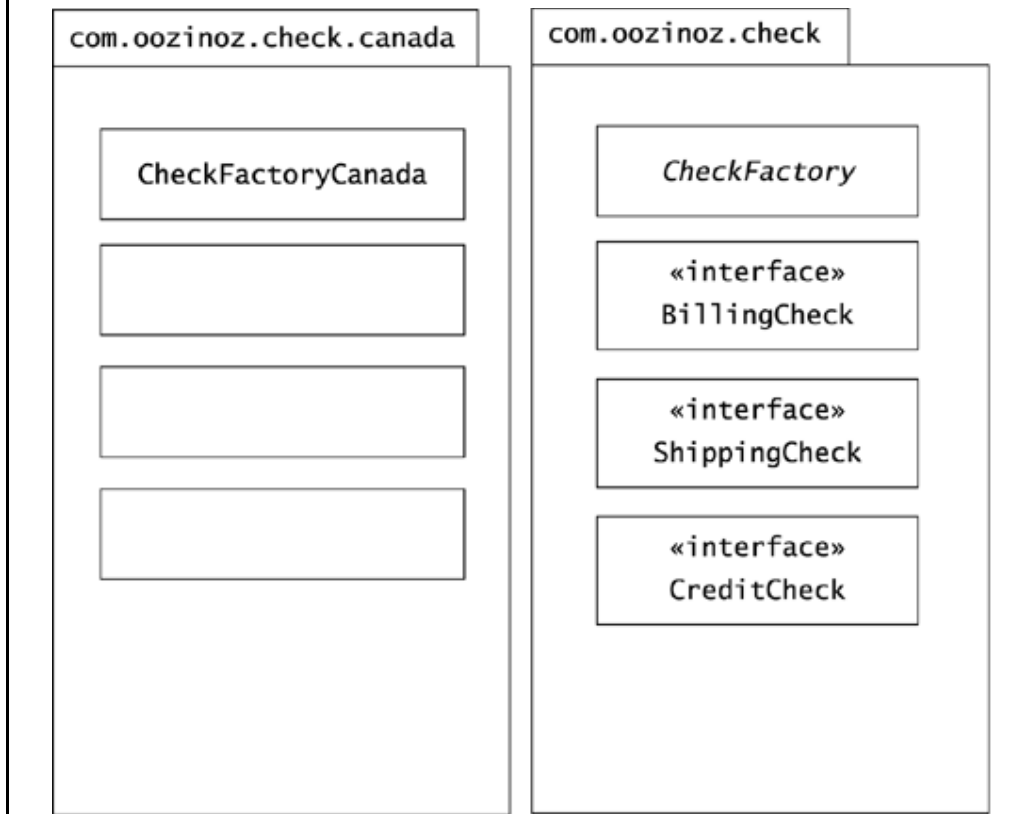 com.oozinoz.check.canada
CheckFactoryCanada
com.oozinoz.check
CheckFactory
«interface»
BillingCheck
«interface»
ShippingCheck
«interface»
CreditCheck